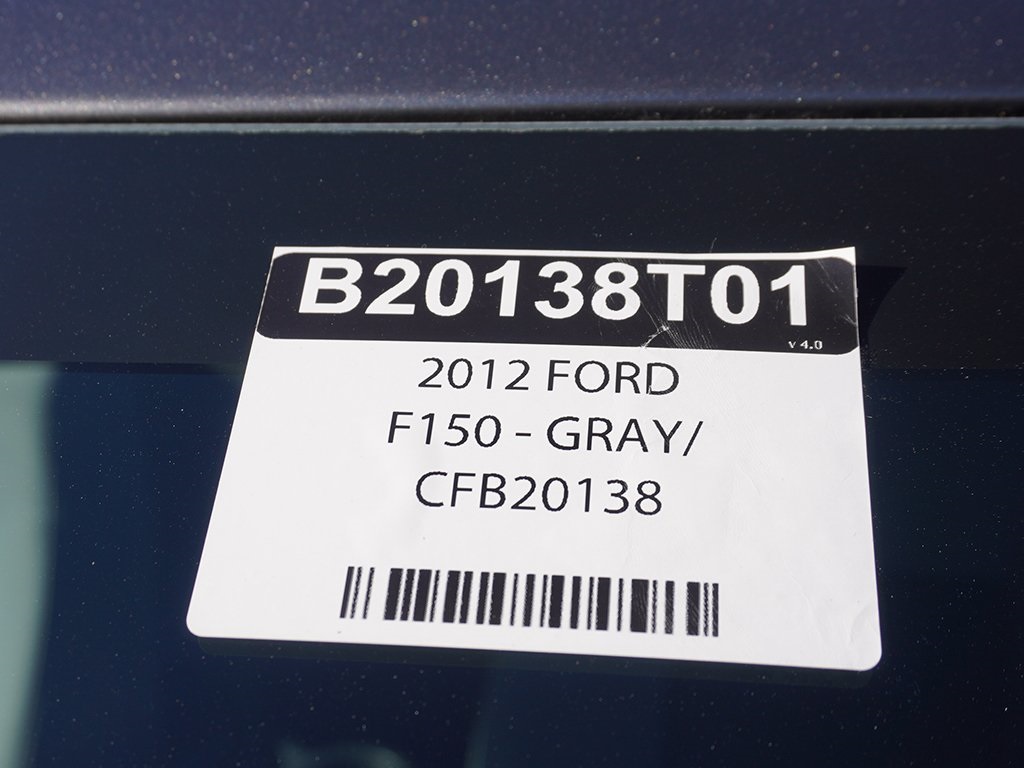 B20138T01
v 4.0
2012 FORD
F150 - GRAY/
CFB20138